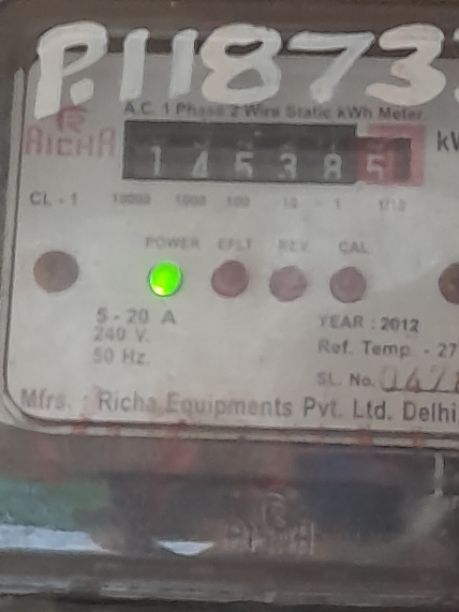 P.11873
A.C. 1 Phase 2 Wire Static kWh Meter
RICHA
1 4 5 3 8 5
CL - 1 10000 1000 100 10 1 1/10
POWER EFLT REV CAL
5 - 20 A
240 V.
50 Hz.
YEAR : 2012
Ref. Temp. - 27
SL. No.
Mfrs. : Richa Equipments Pvt. Ltd. Delhi
RICHA